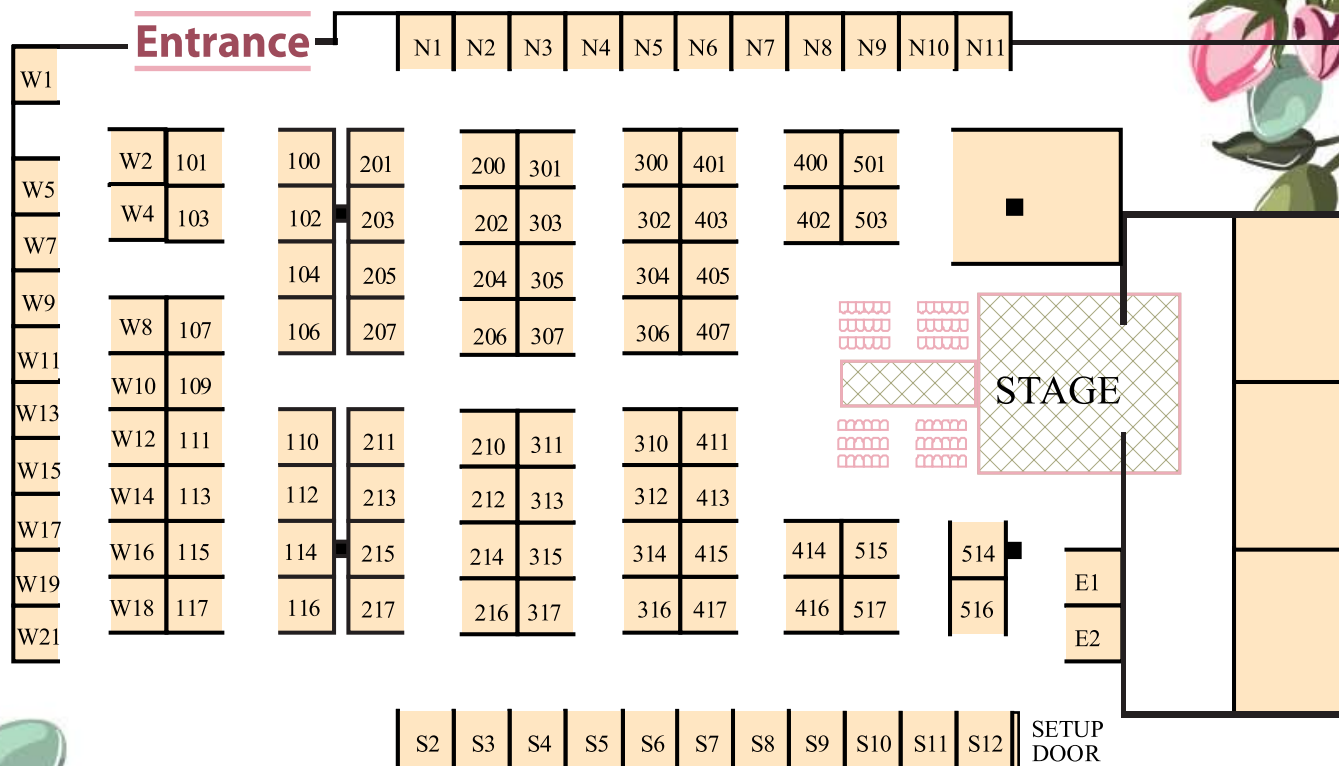 Entrance
N1 N2 N3 N4 N5 N6 N7 N8 N9 N10 N11
W1
W2 101 100 201 200 301 300 401 400 501
W5
W4 103 102 203 202 303 302 403 402 503
W7
W9
104 205 204 305 304 405
W8 107 106 207 206 307 306 407
W11
W10 109
STAGE
W13
W12 111 110 211 210 311 310 411
W15
W14 113 112 213 212 313 312 413
W17
W16 115 114 215 214 315 314 415 414 515 514
W19
E1
W18 117 116 217 216 317 316 417 416 517 516
W21
E2
S2 S3 S4 S5 S6 S7 S8 S9 S10 S11 S12
SETUP
DOOR